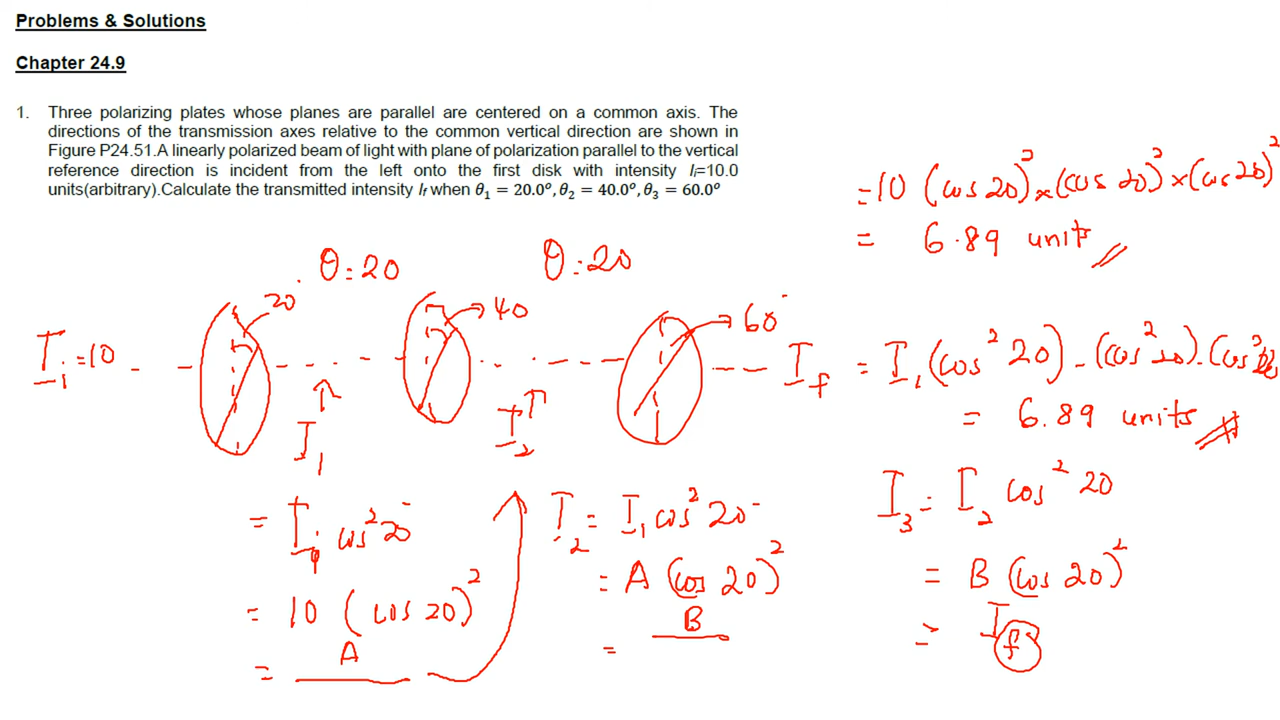 Problems & Solutions
Chapter 24.9
1. Three polarizing plates whose planes are parallel are centered on a common axis. The
directions of the transmission axes relative to the common vertical direction are shown in
Figure P24.51.A linearly polarized beam of light with plane of polarization parallel to the vertical
reference direction is incident from the left onto the first disk with intensity Iᵢ=10.0
units(arbitrary).Calculate the transmitted intensity If when θ₁ = 20.0°, θ₂ = 40.0°, θ₃ = 60.0°
= 10 (cos 20)² × (cos 20)² × (cos 20)²
= 6.89 unit
θ = 20
θ = 20
20°
40
60°
Iᵢ = 10
I₁
I₂
If = I, (cos² 20) - (cos² 20) . (cos² 20
= 6.89 units
= Iᵢ cos² 20°
= 10 (cos 20)²
A
=
I₂ = I₁ cos² 20°
= A (cos 20)²
B
=
I₃ = I₂ cos² 20
= B (cos 20)²
= If